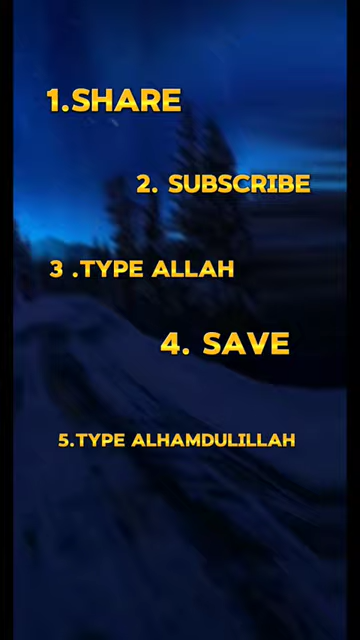 1.SHARE
2. SUBSCRIBE
3 .TYPE ALLAH
4. SAVE
5.TYPE ALHAMDULILLAH